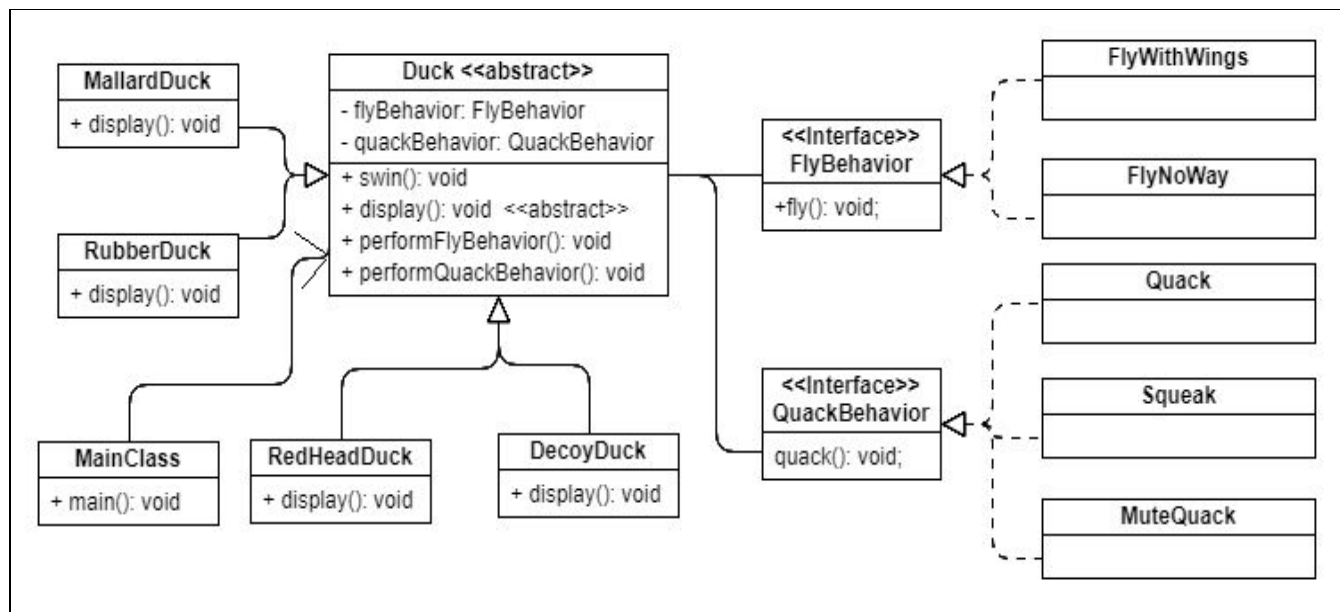 MallardDuck
+ display(): void
RubberDuck
+ display(): void
MainClass
+ main(): void
Duck <<abstract>>
- flyBehavior: FlyBehavior
- quackBehavior: QuackBehavior
+ swin(): void
+ display(): void <<abstract>>
+ performFlyBehavior(): void
+ performQuackBehavior(): void
RedHeadDuck
+ display(): void
DecoyDuck
+ display(): void
<<Interface>>
FlyBehavior
+fly(): void;
<<Interface>>
QuackBehavior
quack(): void;
FlyWithWings
FlyNoWay
Quack
Squeak
MuteQuack